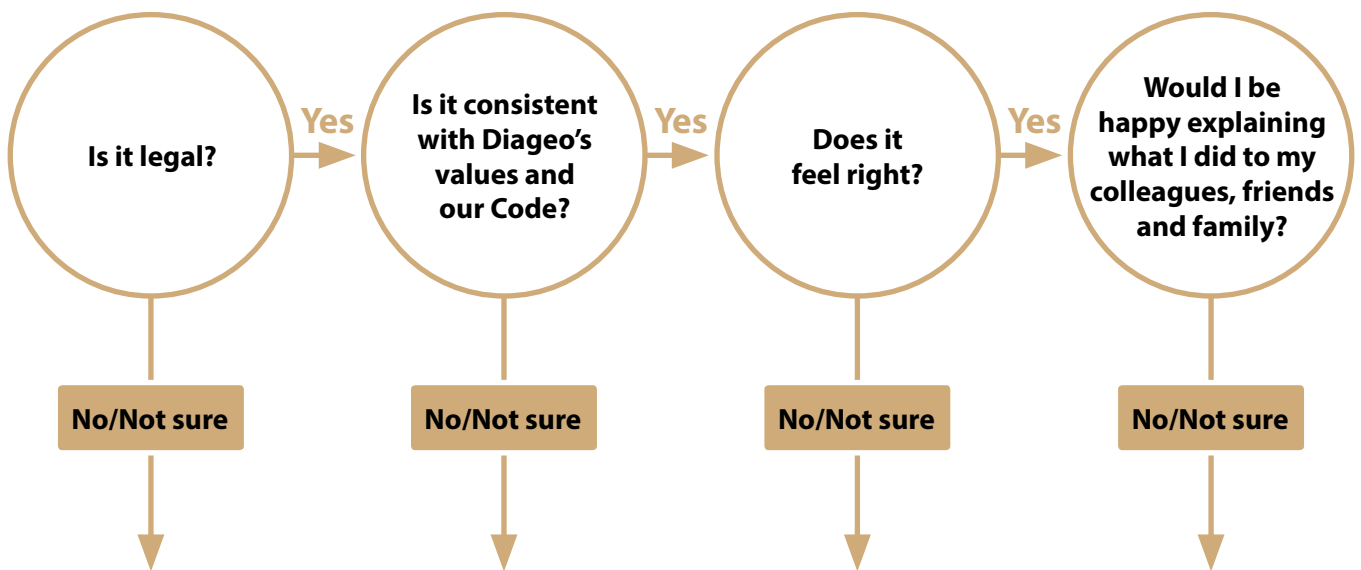 Is it legal?
Yes
Is it consistent
with Diageo’s
values and
our Code?
Yes
Does it
feel right?
Yes
Would I be
happy explaining
what I did to my
colleagues, friends
and family?
No/Not sure
No/Not sure
No/Not sure
No/Not sure